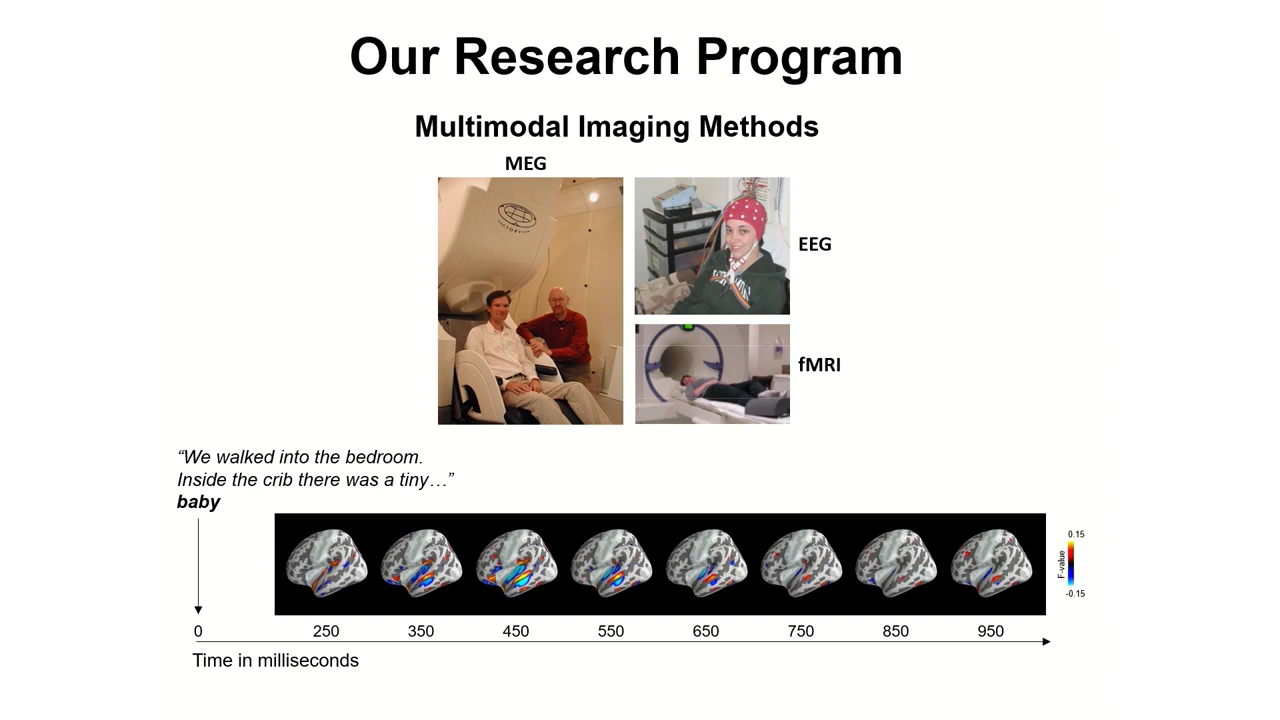 Our Research Program
Multimodal Imaging Methods
MEG
VECTORVIEW
EEG
fMRI
“We walked into the bedroom.
Inside the crib there was a tiny…”
baby
0.15
F-value
-0.15
0 250 350 450 550 650 750 850 950
Time in milliseconds